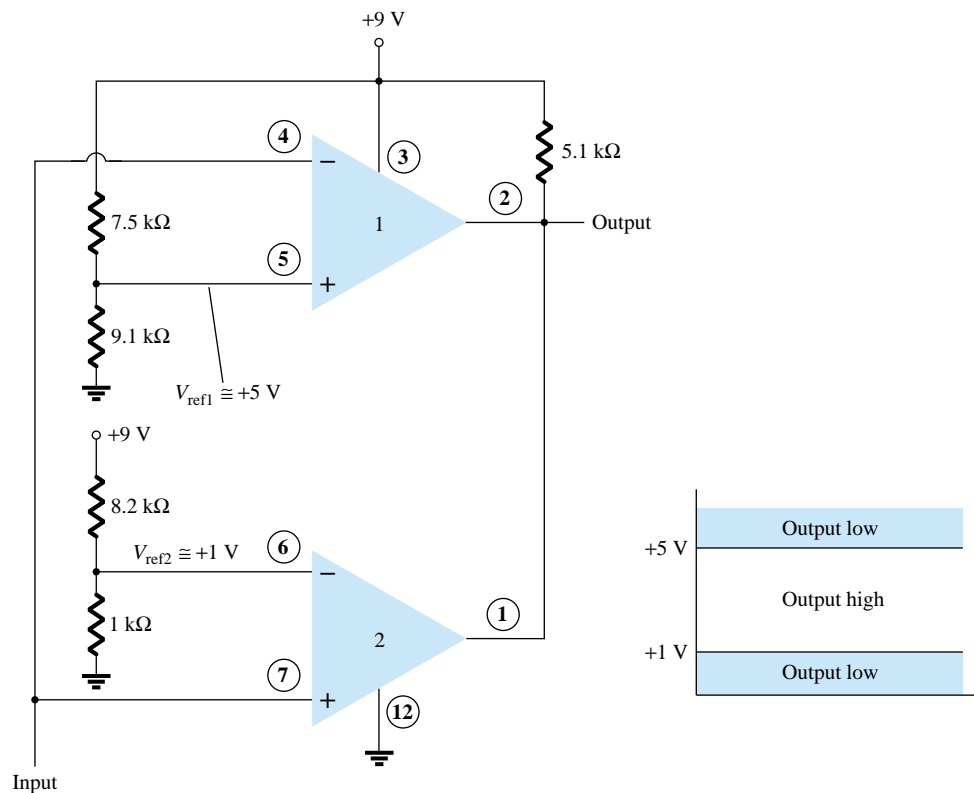 +9 V
4
3
5.1 kΩ
−
2
1
Output
7.5 kΩ
5
+
9.1 kΩ
Vref1 ≅ +5 V
+9 V
8.2 kΩ
Vref2 ≅ +1 V
6
−
1 kΩ
2
1
7
+
12
Input
Output low
+5 V
Output high
+1 V
Output low